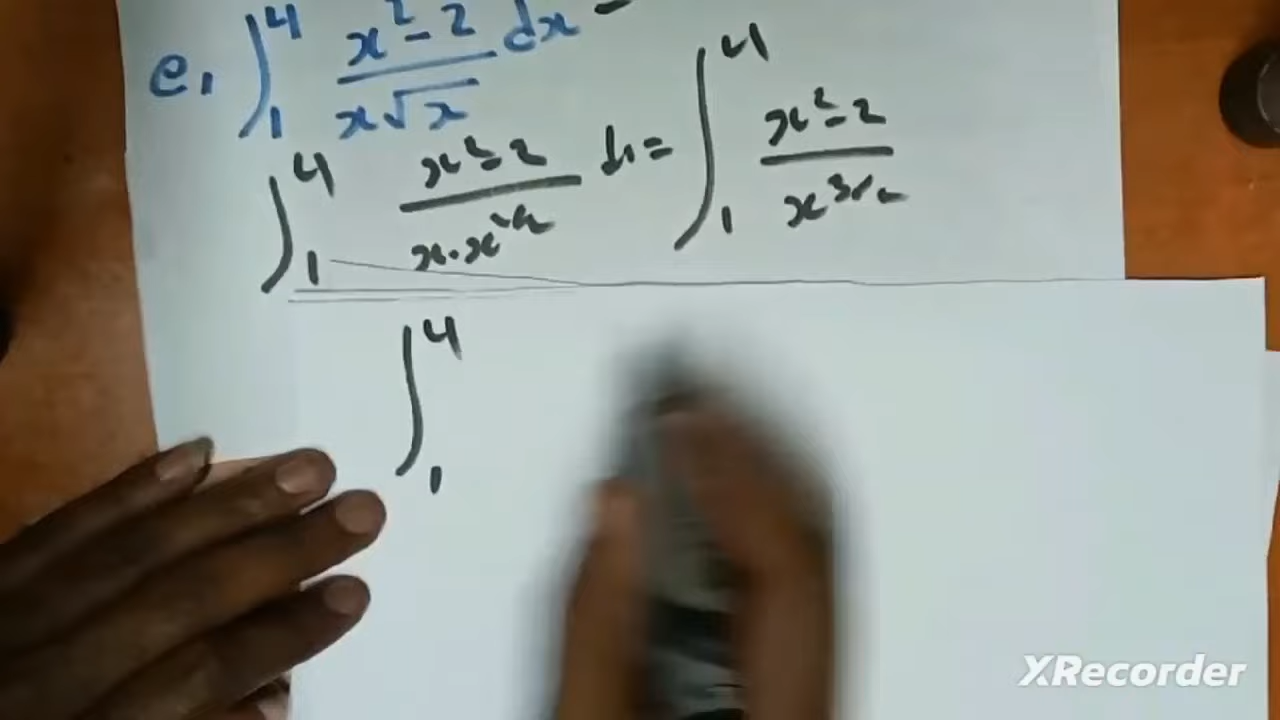 e, ∫₁⁴ (x² - 2)/(x√x) dx =
∫₁⁴ (x² - 2)/(x·x^(1/2)) dx = ∫₁⁴ (x² - 2)/(x^(3/2))
∫₁⁴
XRecorder